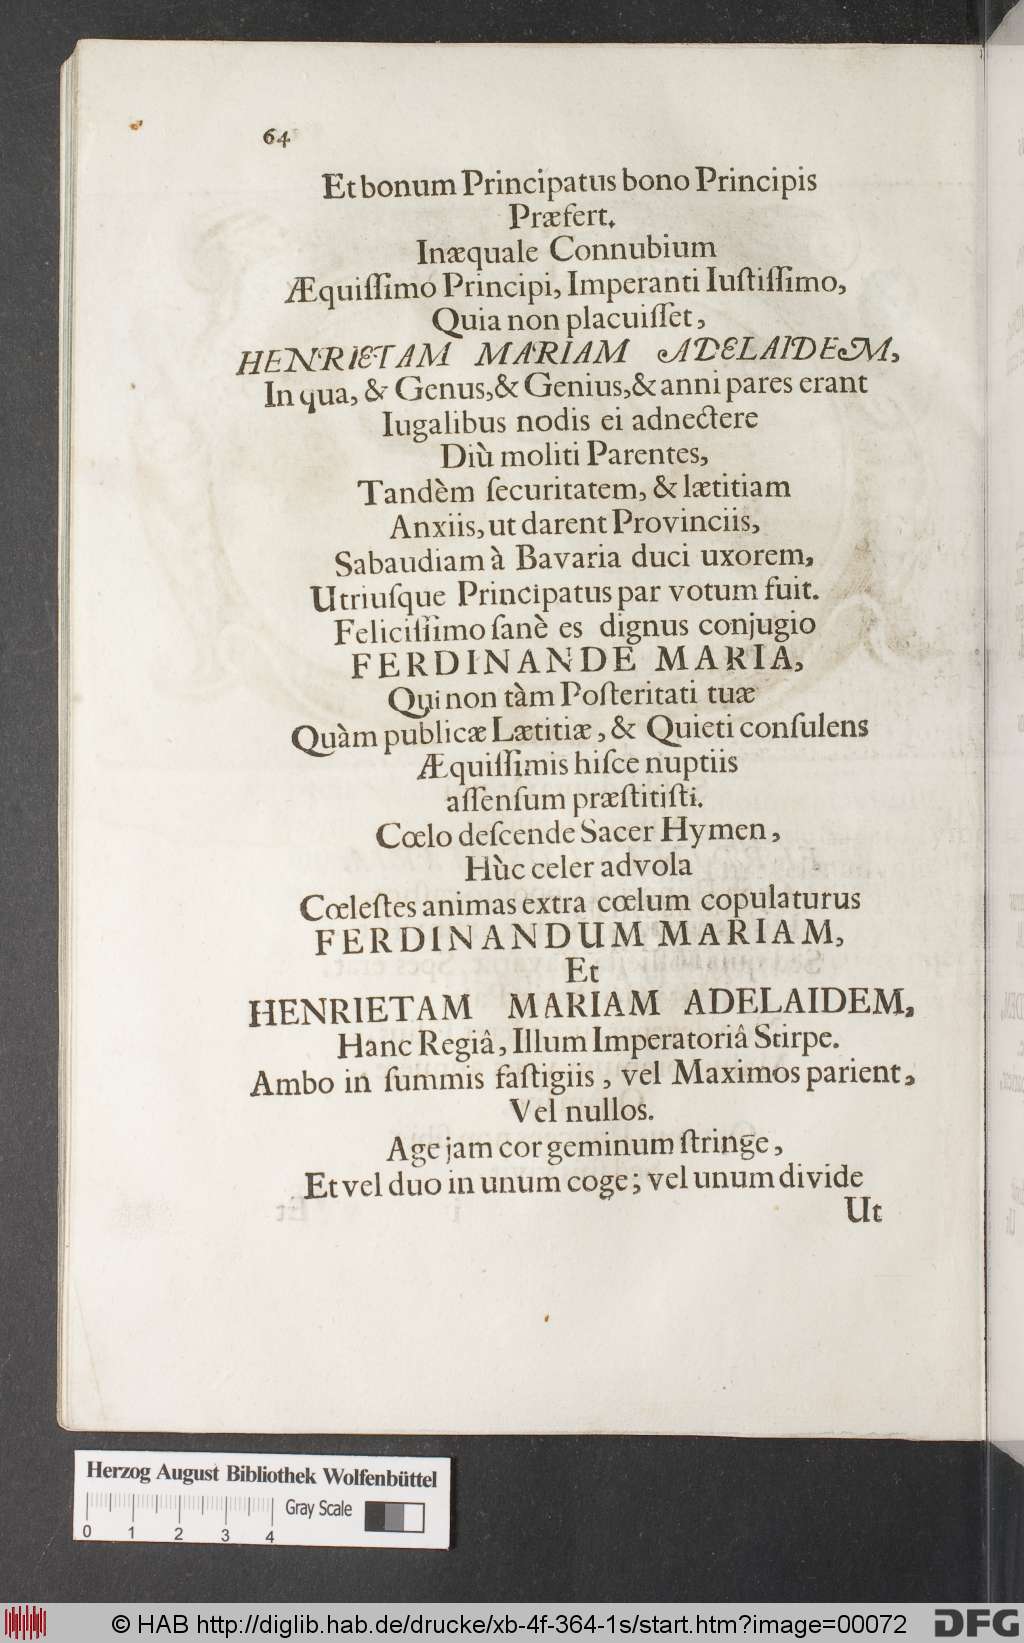 64
Et bonum Principatus bono Principis
Præfert.
Inæquale Connubium
Æquiſſimo Principi, Imperanti Iuſtiſſimo,
Quia non placuiſſet,
HENRIETAM MARIAM ADELAIDEM,
In qua, & Genus, & Genius, & anni pares erant
Iugalibus nodis ei adnectere
Diù moliti Parentes,
Tandèm ſecuritatem, & lætitiam
Anxiis, ut darent Provinciis,
Sabaudiam à Bavaria duci uxorem,
Utriuſque Principatus par votum fuit.
Feliciſſimo ſanè es dignus conjugio
FERDINANDE MARIA,
Qui non tàm Poſteritati tuæ
Quàm publicæ Lætitiæ, & Quieti conſulens
Æquiſſimis hiſce nuptiis
aſſenſum præſtitiſti.
Cœlo deſcende Sacer Hymen,
Hùc celer advola
Cœleſtes animas extra cœlum copulaturus
FERDINANDUM MARIAM,
Et
HENRIETAM MARIAM ADELAIDEM,
Hanc Regiâ, Illum Imperatoriâ Stirpe.
Ambo in ſummis faſtigiis, vel Maximos parient,
Vel nullos.
Age jam cor geminum ſtringe,
Et vel duo in unum coge; vel unum divide
Ut
Herzog August Bibliothek Wolfenbüttel
Gray Scale
0 1 2 3 4
© HAB http://diglib.hab.de/drucke/xb-4f-364-1s/start.htm?image=00072
DFG